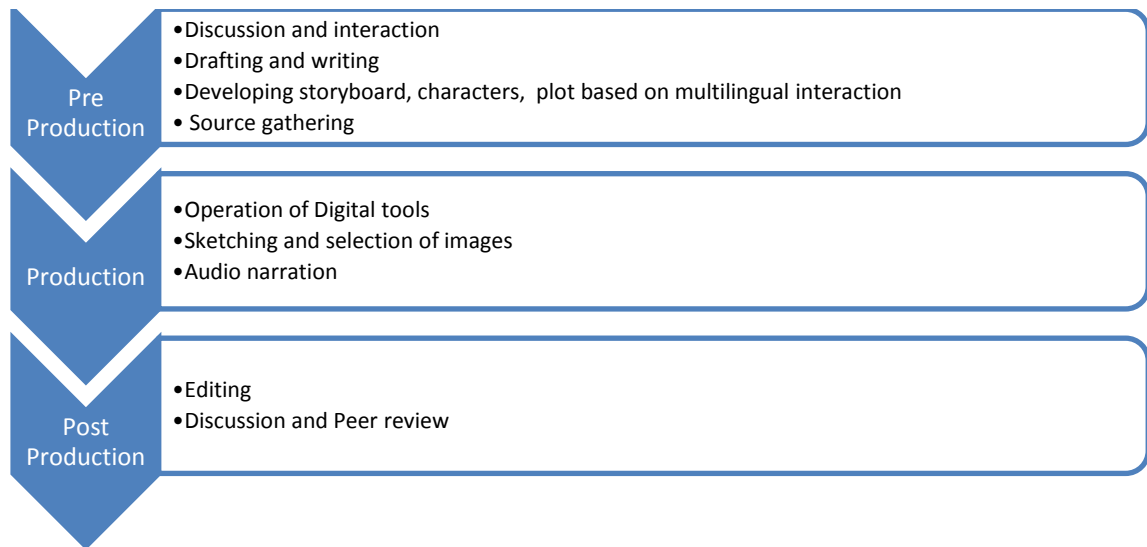 Pre
Production
•Discussion and interaction
•Drafting and writing
•Developing storyboard, characters,  plot based on multilingual interaction
• Source gathering
Production
•Operation of Digital tools
•Sketching and selection of images
•Audio narration
Post
Production
•Editing
•Discussion and Peer review